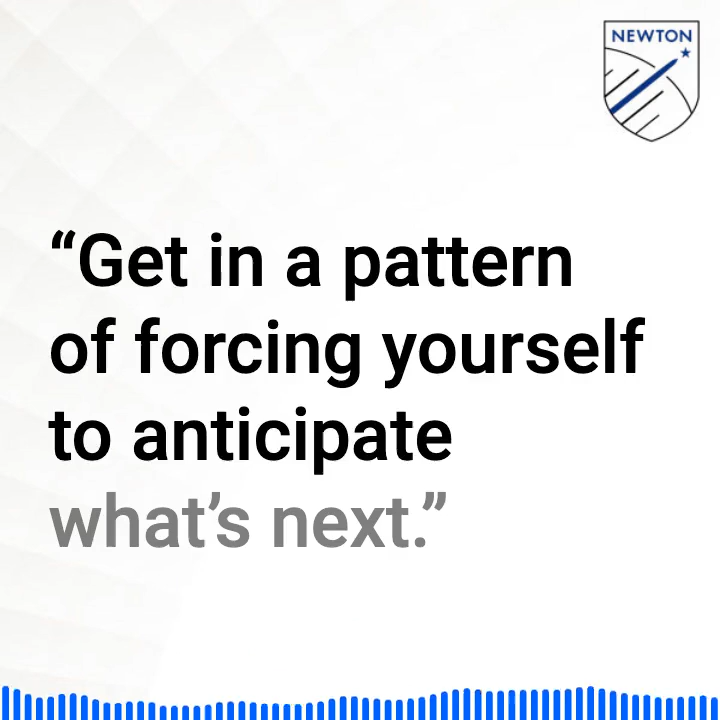 NEWTON
“Get in a pattern
of forcing yourself
to anticipate
what’s next.”